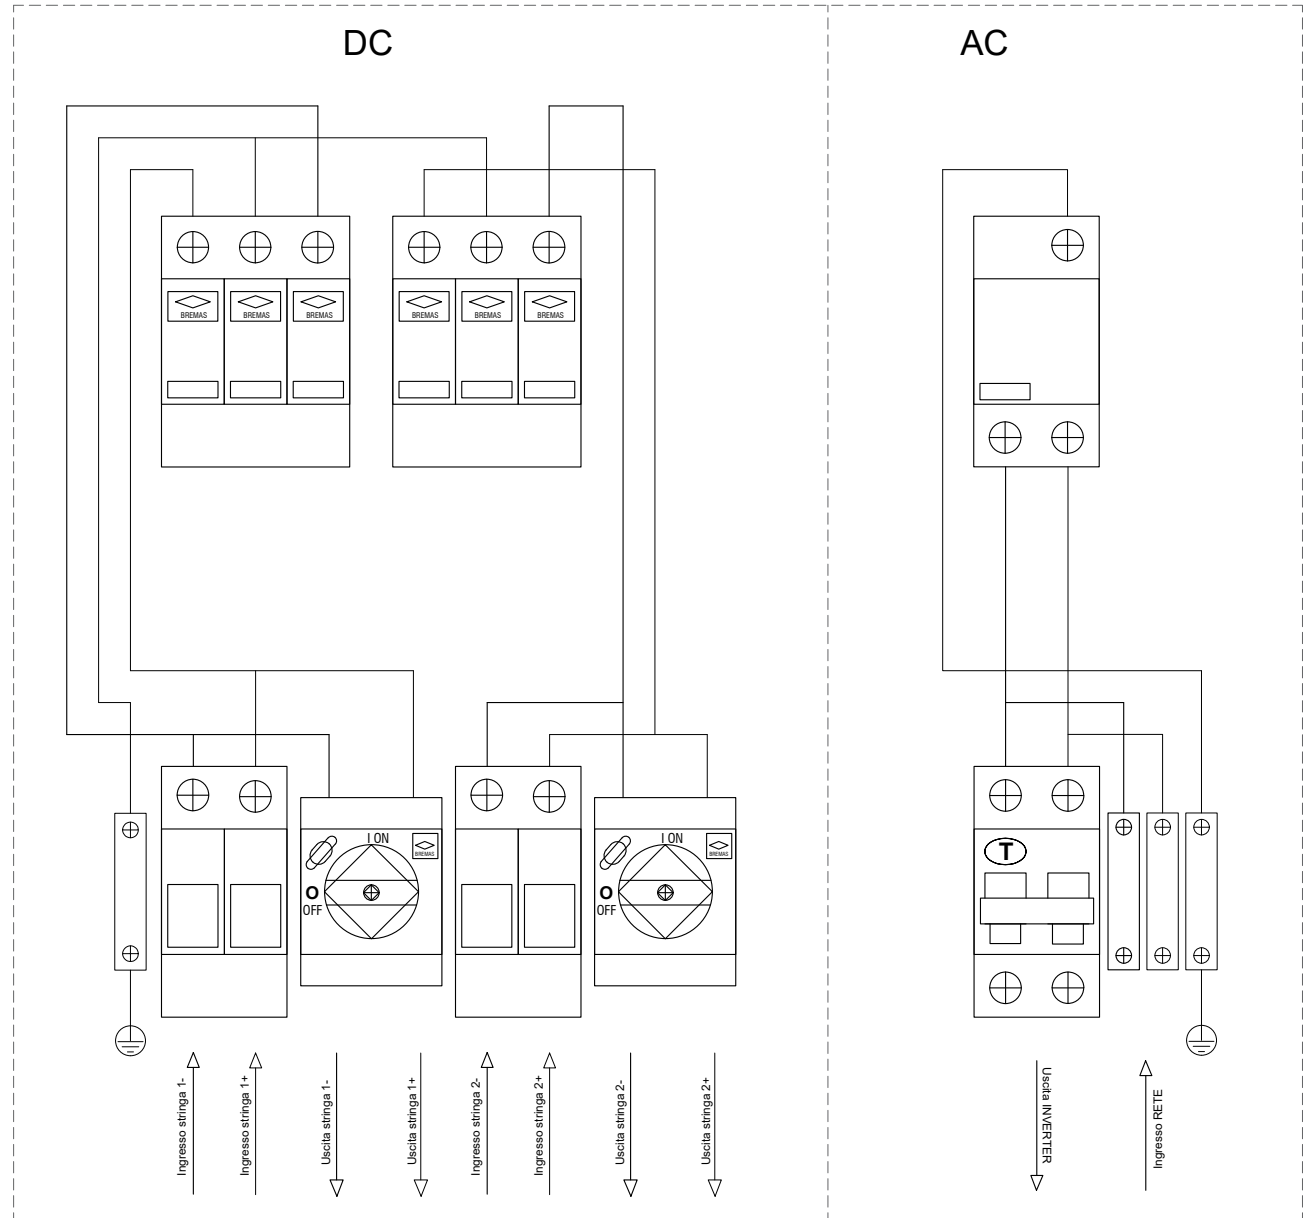 DC
AC
BREMAS
BREMAS
BREMAS
BREMAS
BREMAS
BREMAS
I ON
BREMAS
O
OFF
I ON
BREMAS
O
OFF
T
Ingresso stringa 1-
Ingresso stringa 1+
Uscita stringa 1-
Uscita stringa 1+
Ingresso stringa 2-
Ingresso stringa 2+
Uscita stringa 2-
Uscita stringa 2+
Uscita INVERTER
Ingresso RETE